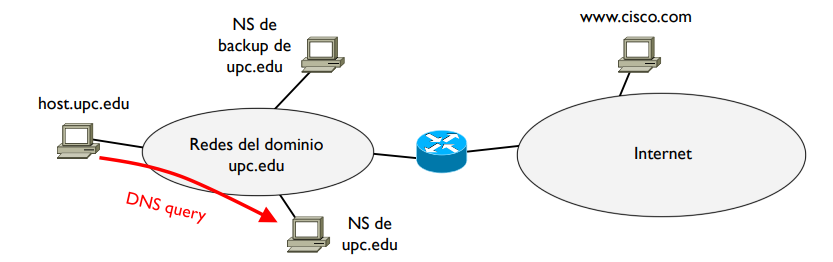 NS de
backup de
upc.edu
www.cisco.com
host.upc.edu
Redes del dominio
upc.edu
Internet
DNS query
NS de
upc.edu